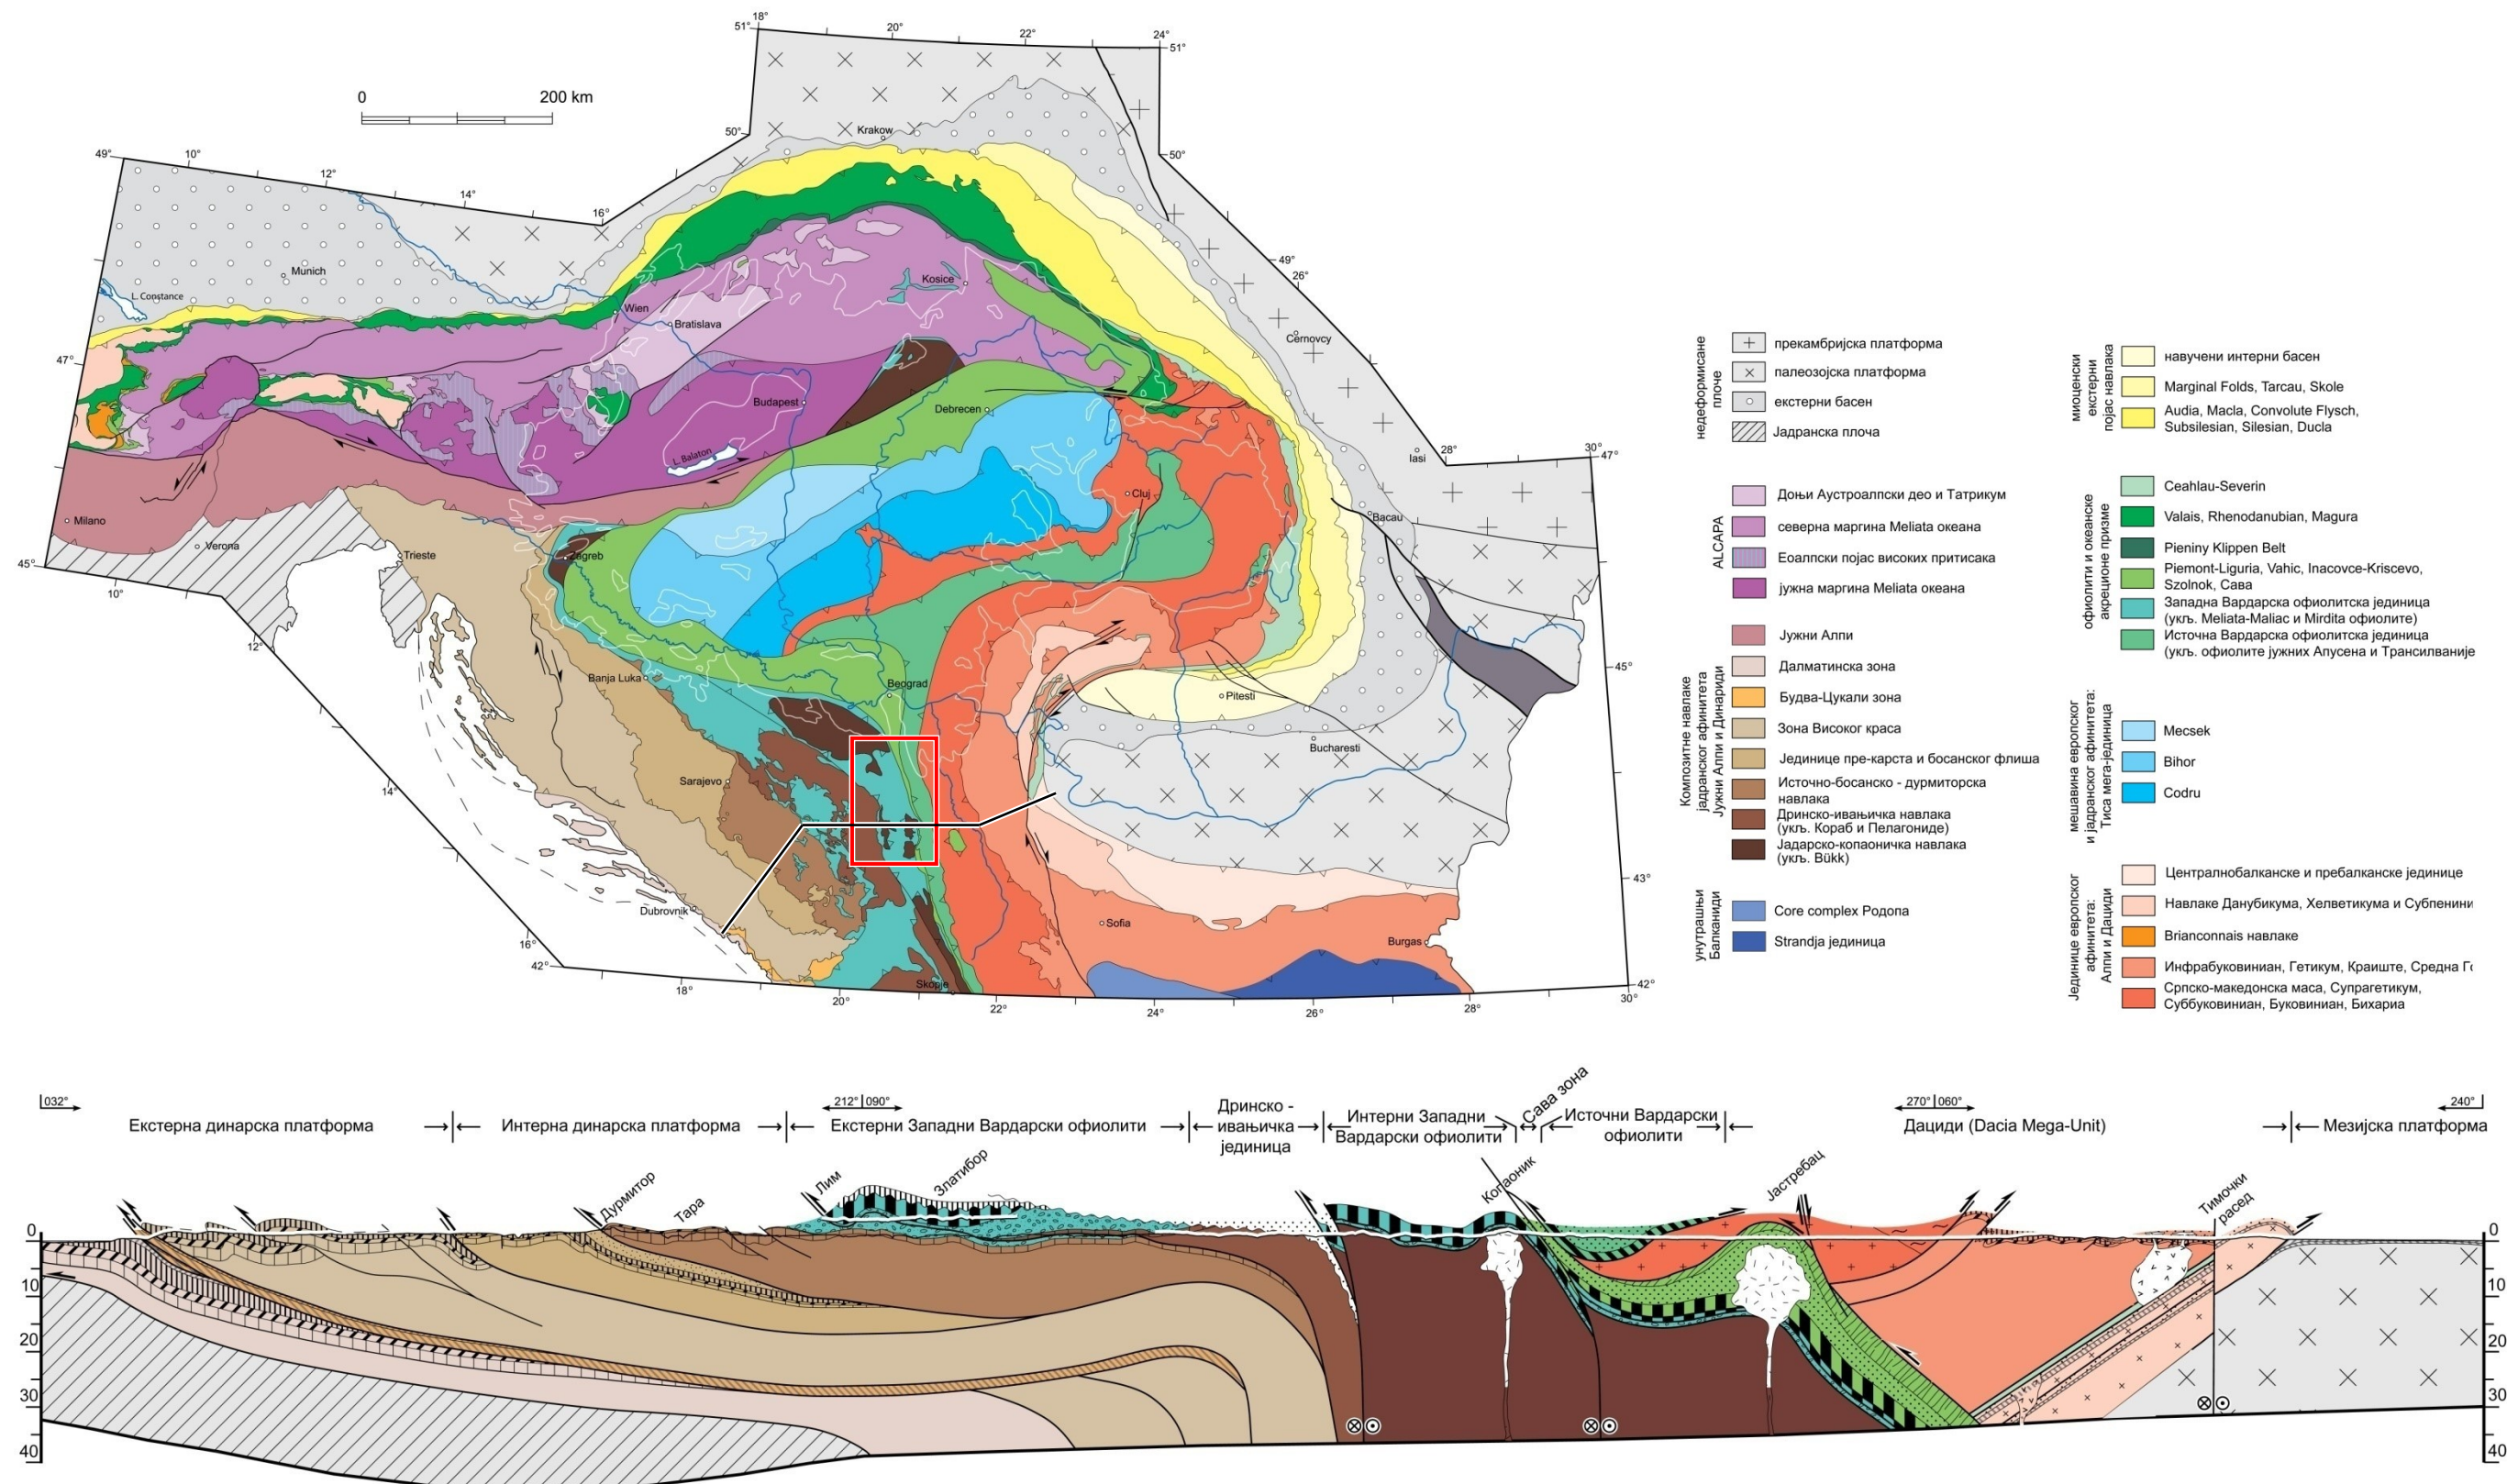 18°
51°
20°
22°
24°
51°
0
200 km
50°
Krakow
50°
49°
10°
12°
14°
16°
49°
26°
Munich
L. Constance
Wien
Bratislava
Kosice
Cernovcy
47°
Budapest
Debrecen
L. Balaton
Iasi
28°
30°
47°
Milano
Verona
Trieste
Zagreb
Cluj
Bacau
45°
10°
12°
Banja Luka
Beograd
Pitesti
45°
Bucharesti
Sarajevo
14°
Dubrovnik
Sofia
Burgas
43°
16°
42°
18°
Skopje
20°
22°
24°
26°
28°
30°
42°
недеформисане
плоче
прекамбријска платформа
палеозојска платформа
екстерни басен
Јадранска плоча
ALCAPA
Доњи Аустроалпски део и Татрикум
северна маргина Meliata океана
Еоалпски појас високих притисака
јужна маргина Meliata океана
Композитне навлаке
јадранског афинитета
Јужни Алпи и Динариди
Јужни Алпи
Далматинска зона
Будва-Цукали зона
Зона Високог краса
Јединице пре-карста и босанског флиша
Источно-босанско - дурмиторска
навлака
Дринско-ивањичка навлака
(укљ. Кораб и Пелагониде)
Јадарско-копаоничка навлака
(укљ. Bükk)
унутрашњи
Балканиди
Core complex Родопа
Strandja јединица
миоценски
екстерни
појас навлака
навучени интерни басен
Marginal Folds, Tarcau, Skole
Audia, Macla, Convolute Flysch,
Subsilesian, Silesian, Ducla
офиолити и океанске
акреционе призме
Ceahlau-Severin
Valais, Rhenodanubian, Magura
Pieniny Klippen Belt
Piemont-Liguria, Vahic, Inacovce-Kriscevo,
Szolnok, Сава
Западна Вардарска офиолитска јединица
(укљ. Meliata-Maliac и Mirdita офиолите)
Источна Вардарска офиолитска јединица
(укљ. офиолите јужних Апусена и Трансилваније
мешавина европског
и јадранског афинитета:
Тиса мега-јединица
Mecsek
Bihor
Codru
Јединице европског
афинитета:
Алпи и Дациди
Централнобалканске и пребалканске јединице
Навлаке Данубикума, Хелветикума и Субпенини
Brianconnais навлаке
Инфрабуковиниан, Гетикум, Краиште, Средна Го
Српско-македонска маса, Супрагетикум,
Суббуковиниан, Буковиниан, Бихариа
032°
212° 090°
270° 060°
240°
Екстерна динарска платформа
Интерна динарска платформа
Екстерни Западни Вардарски офиолити
Дринско -
ивањичка
јединица
Интерни Западни
Вардарски офиолити
Сава зона
Источни Вардарски
офиолити
Дациди (Dacia Mega-Unit)
Мезијска платформа
Дурмитор
Тара
Лим
Златибор
Копаоник
Јастребац
Тимочки
расед
0
10
20
30
40
0
10
20
30
40